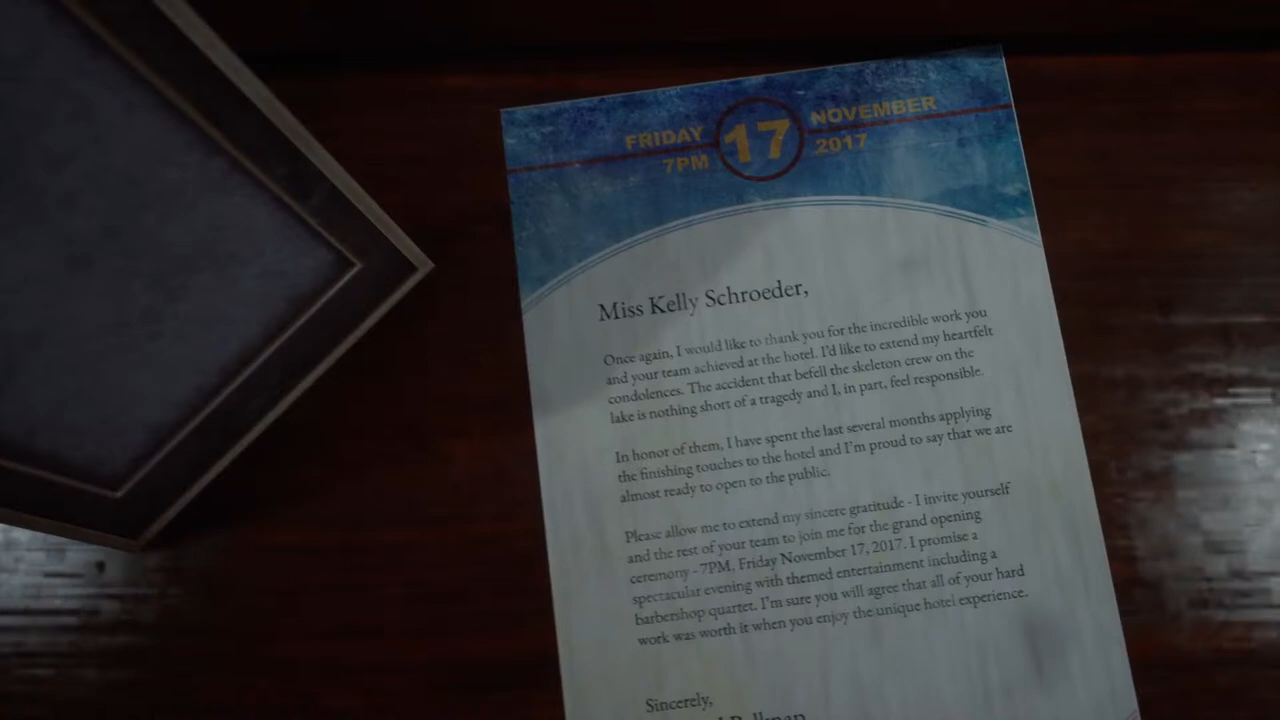 FRIDAY 17 NOVEMBER
7PM 2017
Miss Kelly Schroeder,
Once again, I would like to thank you for the incredible work you
and your team achieved at the hotel. I'd like to extend my heartfelt
condolences. The accident that befell the skeleton crew on the
lake is nothing short of a tragedy and I, in part, feel responsible.
In honor of them, I have spent the last several months applying
the finishing touches to the hotel and I'm proud to say that we are
almost ready to open to the public.
Please allow me to extend my sincere gratitude - I invite yourself
and the rest of your team to join me for the grand opening
ceremony - 7PM, Friday November 17, 2017. I promise a
spectacular evening with themed entertainment including a
barbershop quartet. I'm sure you will agree that all of your hard
work was worth it when you enjoy the unique hotel experience.
Sincerely,